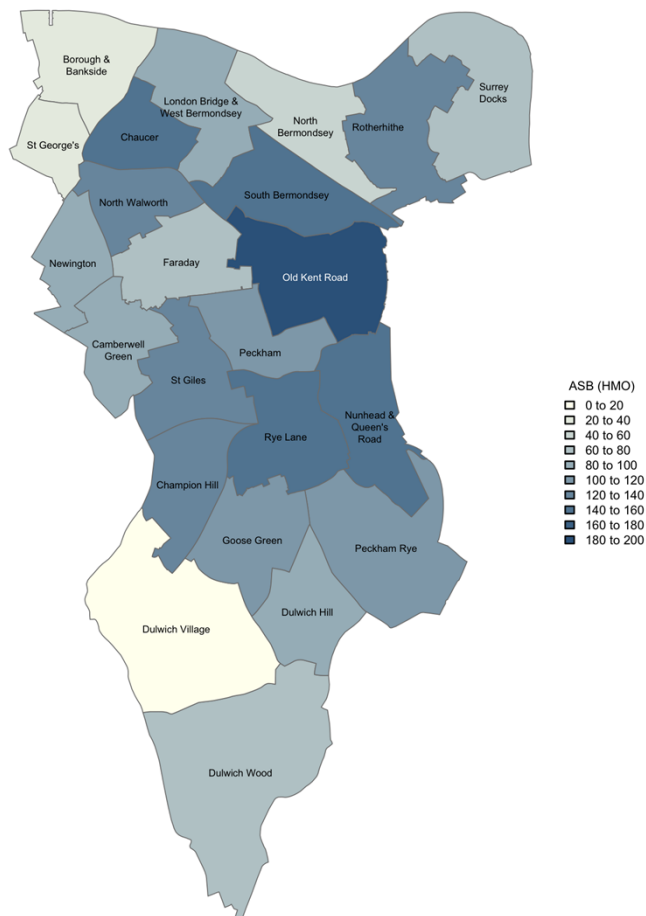 Borough &
Bankside
London Bridge &
West Bermondsey
Surrey
Docks
North
Bermondsey
Rotherhithe
Chaucer
St George's
South Bermondsey
North Walworth
Newington
Faraday
Old Kent Road
Camberwell
Green
Peckham
St Giles
Nunhead &
Queen's
Road
Rye Lane
Champion Hill
Goose Green
Peckham Rye
Dulwich Hill
Dulwich Village
Dulwich Wood
ASB (HMO)
0 to 20
20 to 40
40 to 60
60 to 80
80 to 100
100 to 120
120 to 140
140 to 160
160 to 180
180 to 200